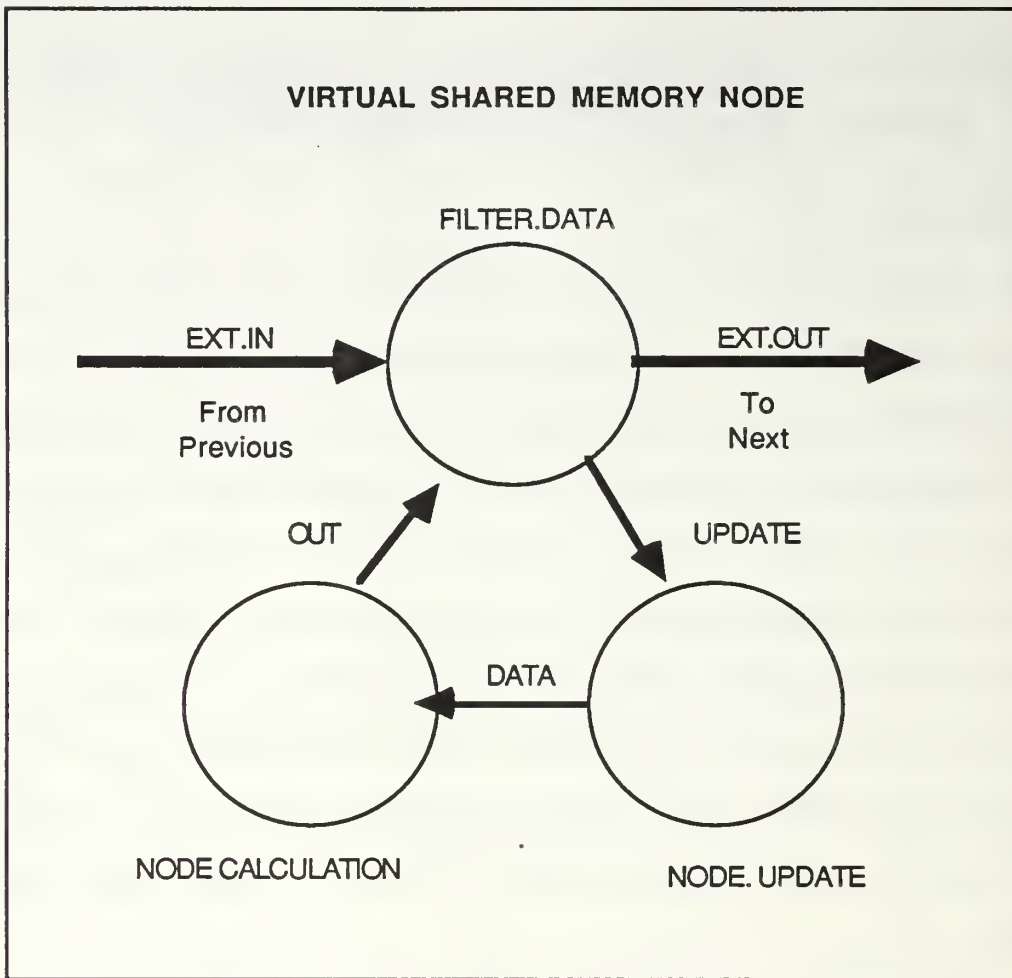 VIRTUAL SHARED MEMORY NODE
FILTER.DATA
EXT.IN
EXT.OUT
From
Previous
To
Next
OUT
UPDATE
DATA
NODE CALCULATION
NODE. UPDATE